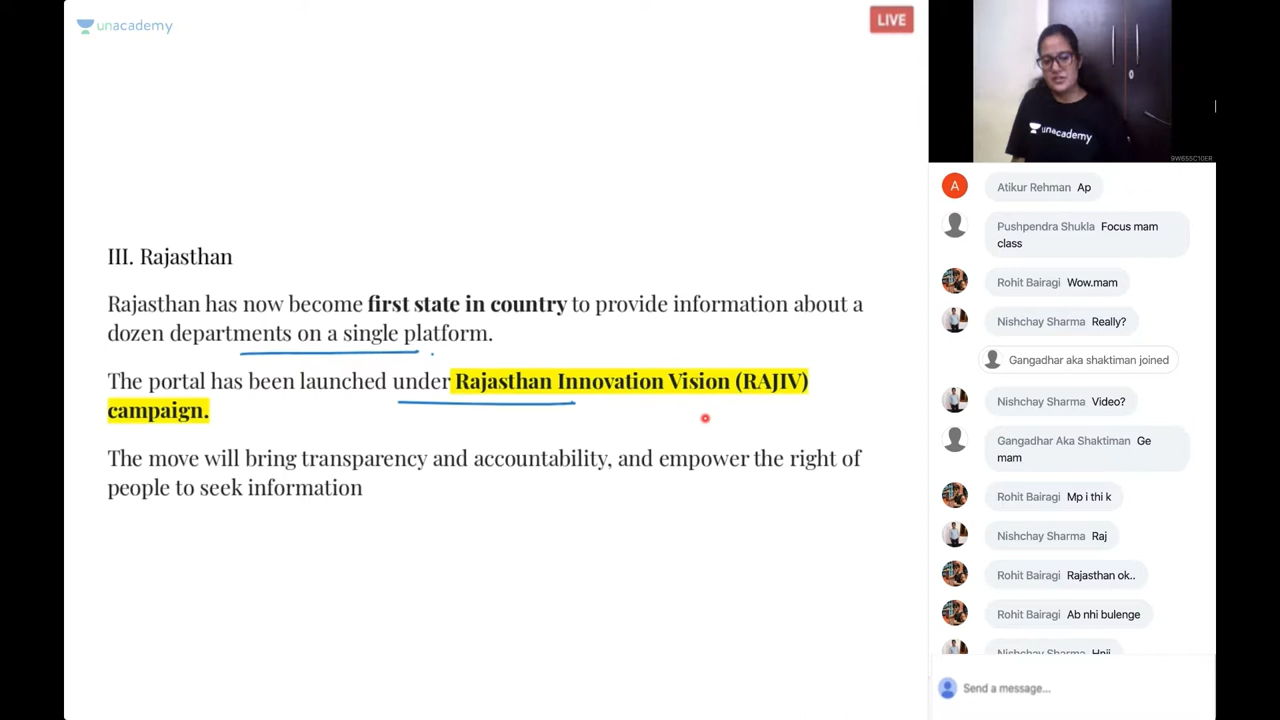 unacademy
LIVE
III. Rajasthan
Rajasthan has now become first state in country to provide information about a
dozen departments on a single platform.
The portal has been launched under Rajasthan Innovation Vision (RAJIV)
campaign.
The move will bring transparency and accountability, and empower the right of
people to seek information
unacademy
9W655C1GER
A
Atikur Rehman Ap
Pushpendra Shukla Focus mam
class
Rohit Bairagi Wow.mam
Nishchay Sharma Really?
Gangadhar aka shaktiman joined
Nishchay Sharma Video?
Gangadhar Aka Shaktiman Ge
mam
Rohit Bairagi Mp i thi k
Nishchay Sharma Raj
Rohit Bairagi Rajasthan ok..
Rohit Bairagi Ab nhi bulenge
Nishchay Sharma Hnji
Send a message...